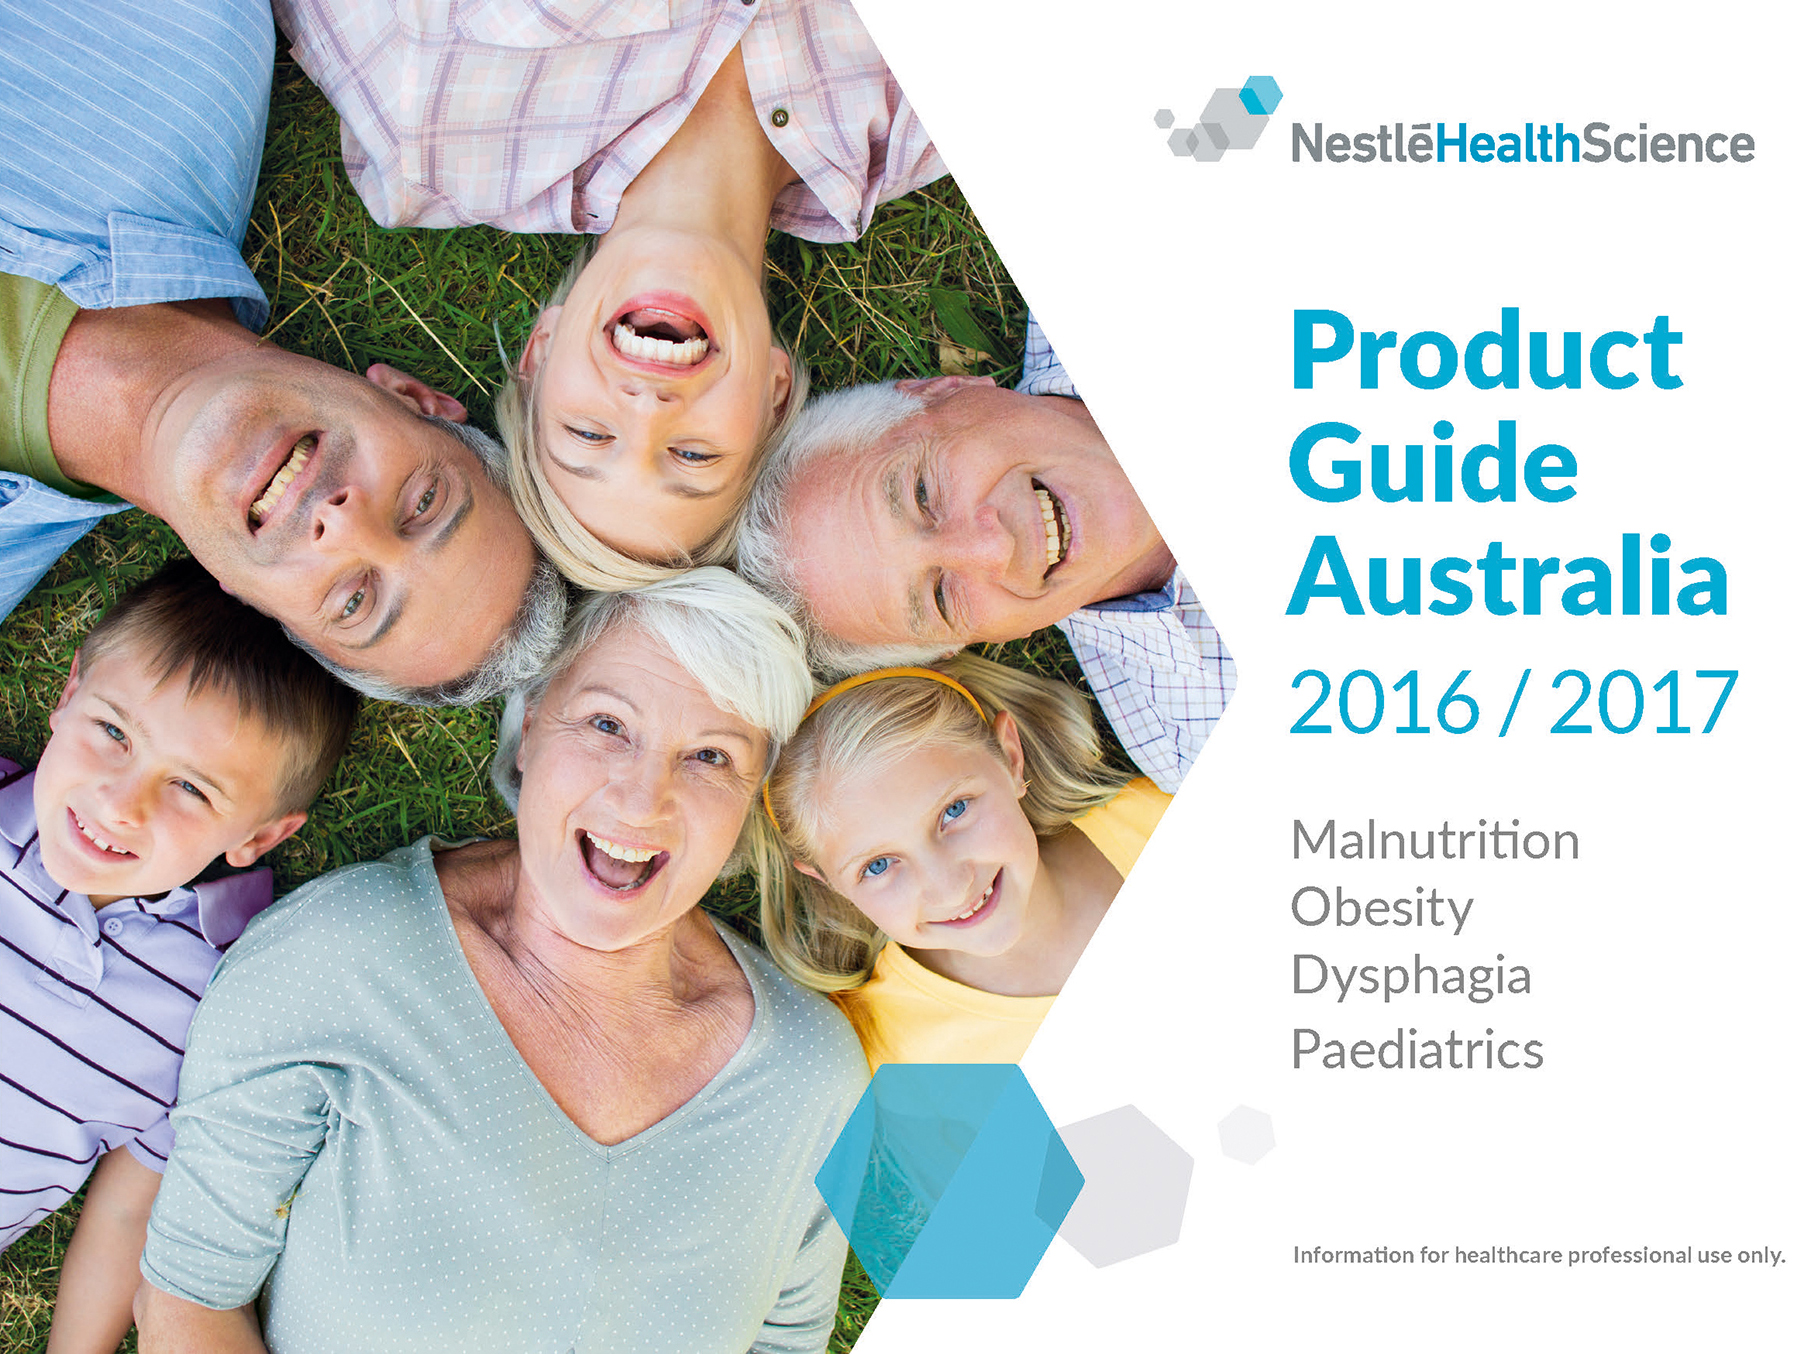 NestléHealthScience
Product
Guide
Australia
2016 / 2017
Malnutrition
Obesity
Dysphagia
Paediatrics
Information for healthcare professional use only.